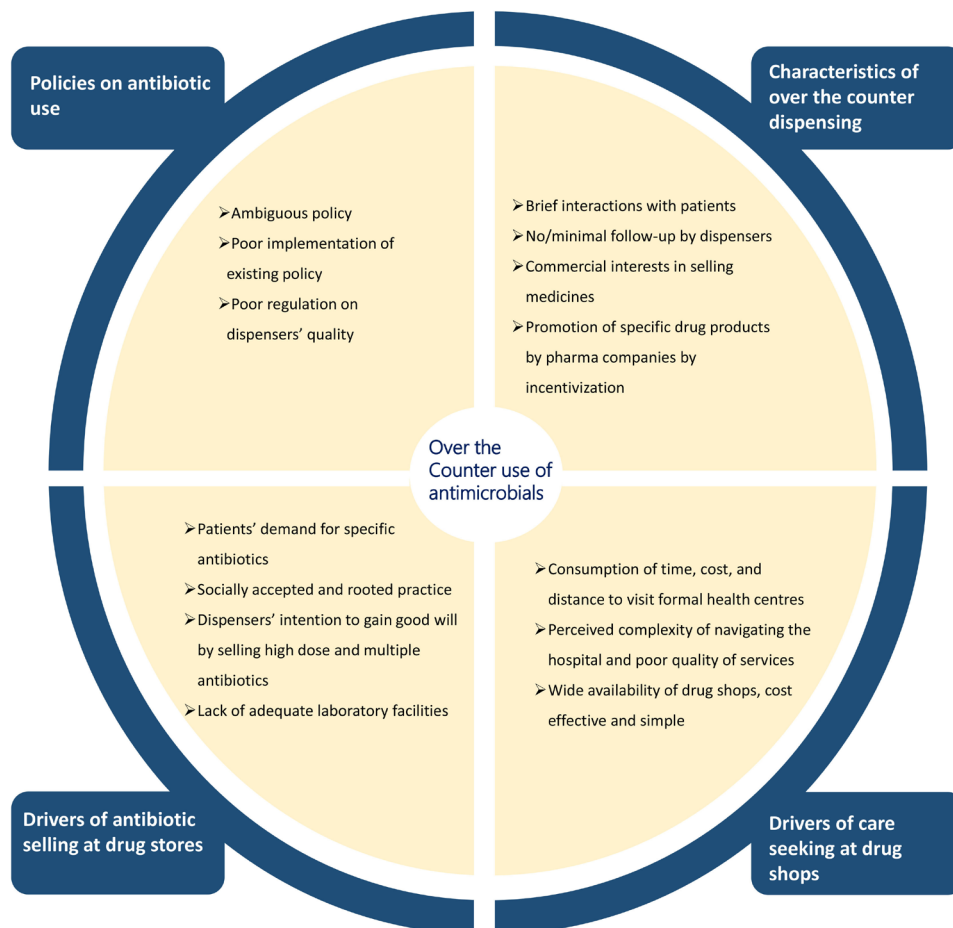 Policies on antibiotic
use
Characteristics of
over the counter
dispensing
➢Ambiguous policy
➢Poor implementation of
existing policy
➢Poor regulation on
dispensers’ quality
➢Brief interactions with patients
➢No/minimal follow-up by dispensers
➢Commercial interests in selling
medicines
➢Promotion of specific drug products
by pharma companies by
incentivization
Over the
Counter use of
antimicrobials
➢Patients’ demand for specific
antibiotics
➢Socially accepted and rooted practice
➢Dispensers’ intention to gain good will
by selling high dose and multiple
antibiotics
➢Lack of adequate laboratory facilities
➢Consumption of time, cost, and
distance to visit formal health centres
➢Perceived complexity of navigating the
hospital and poor quality of services
➢Wide availability of drug shops, cost
effective and simple
Drivers of antibiotic
selling at drug stores
Drivers of care
seeking at drug
shops